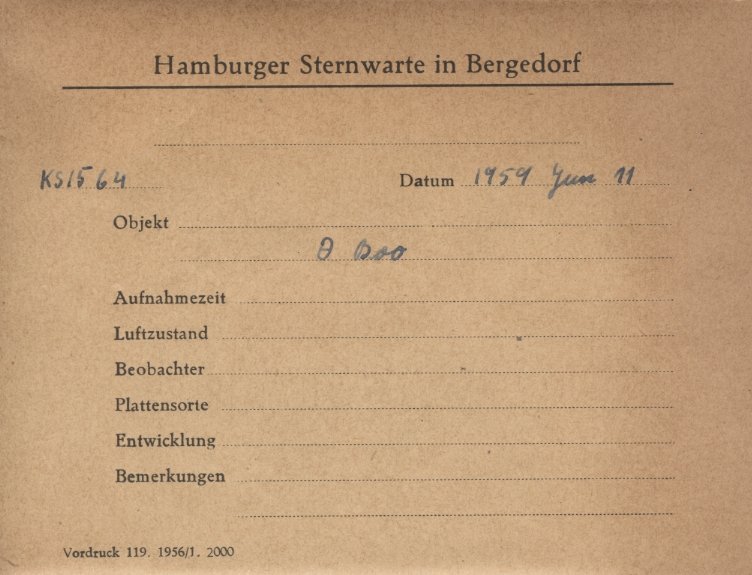 Hamburger Sternwarte in Bergedorf
KS1564 Datum 1959 Jun 11
Objekt
θ Boo
Aufnahmezeit
Luftzustand
Beobachter
Plattensorte
Entwicklung
Bemerkungen
Vordruck 119. 1956/1. 2000